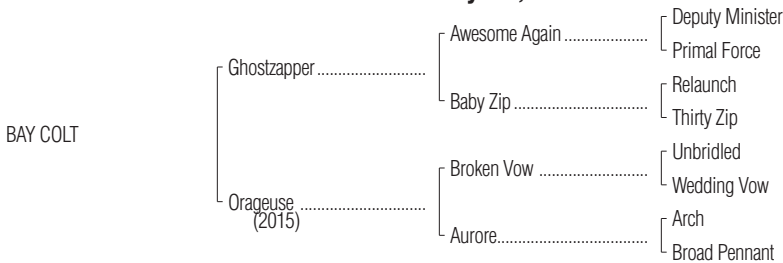 Deputy Minister
Awesome Again ....................
Primal Force
Ghostzapper ..........................
Relaunch
Baby Zip ................................
Thirty Zip
BAY COLT
Unbridled
Broken Vow ..........................
Wedding Vow
Orageuse ..............................
(2015)
Arch
Aurore....................................
Broad Pennant